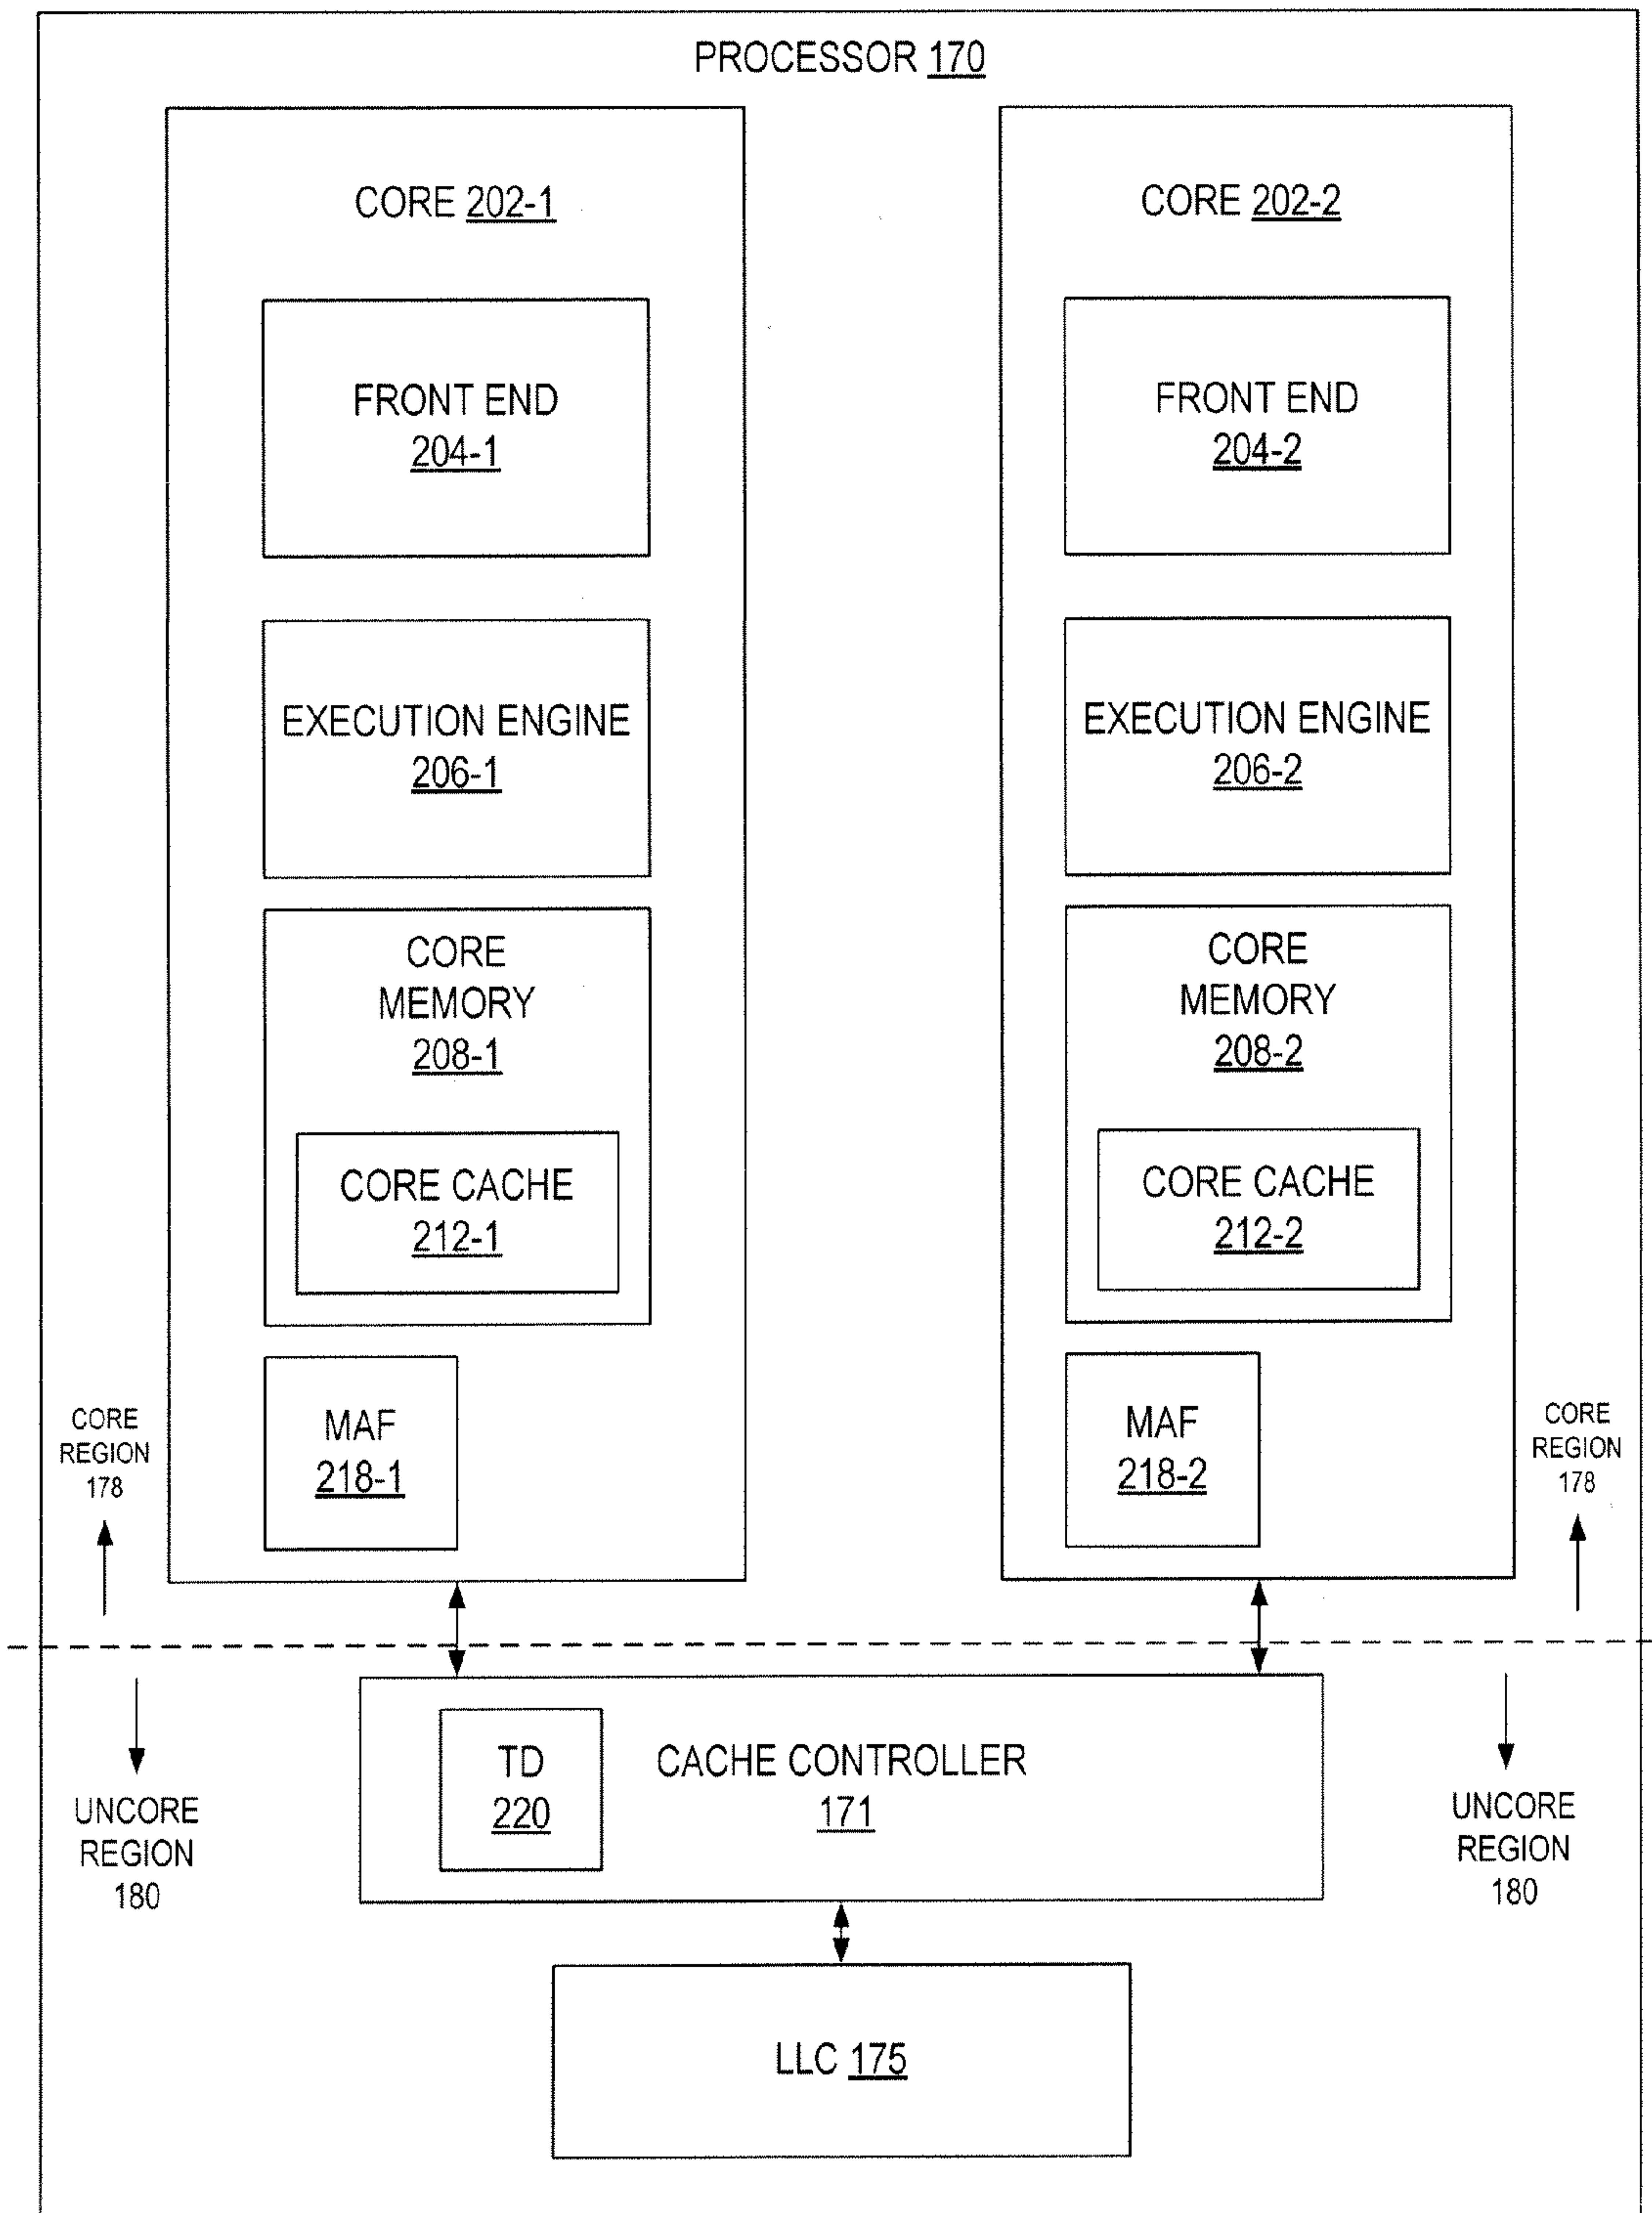 PROCESSOR 170
CORE 202-1
FRONT END
204-1
EXECUTION ENGINE
206-1
CORE
MEMORY
208-1
CORE CACHE
212-1
MAF
218-1
CORE
REGION
178
CORE 202-2
FRONT END
204-2
EXECUTION ENGINE
206-2
CORE
MEMORY
208-2
CORE CACHE
212-2
MAF
218-2
CORE
REGION
178
UNCORE
REGION
180
TD
220
CACHE CONTROLLER
171
UNCORE
REGION
180
LLC 175